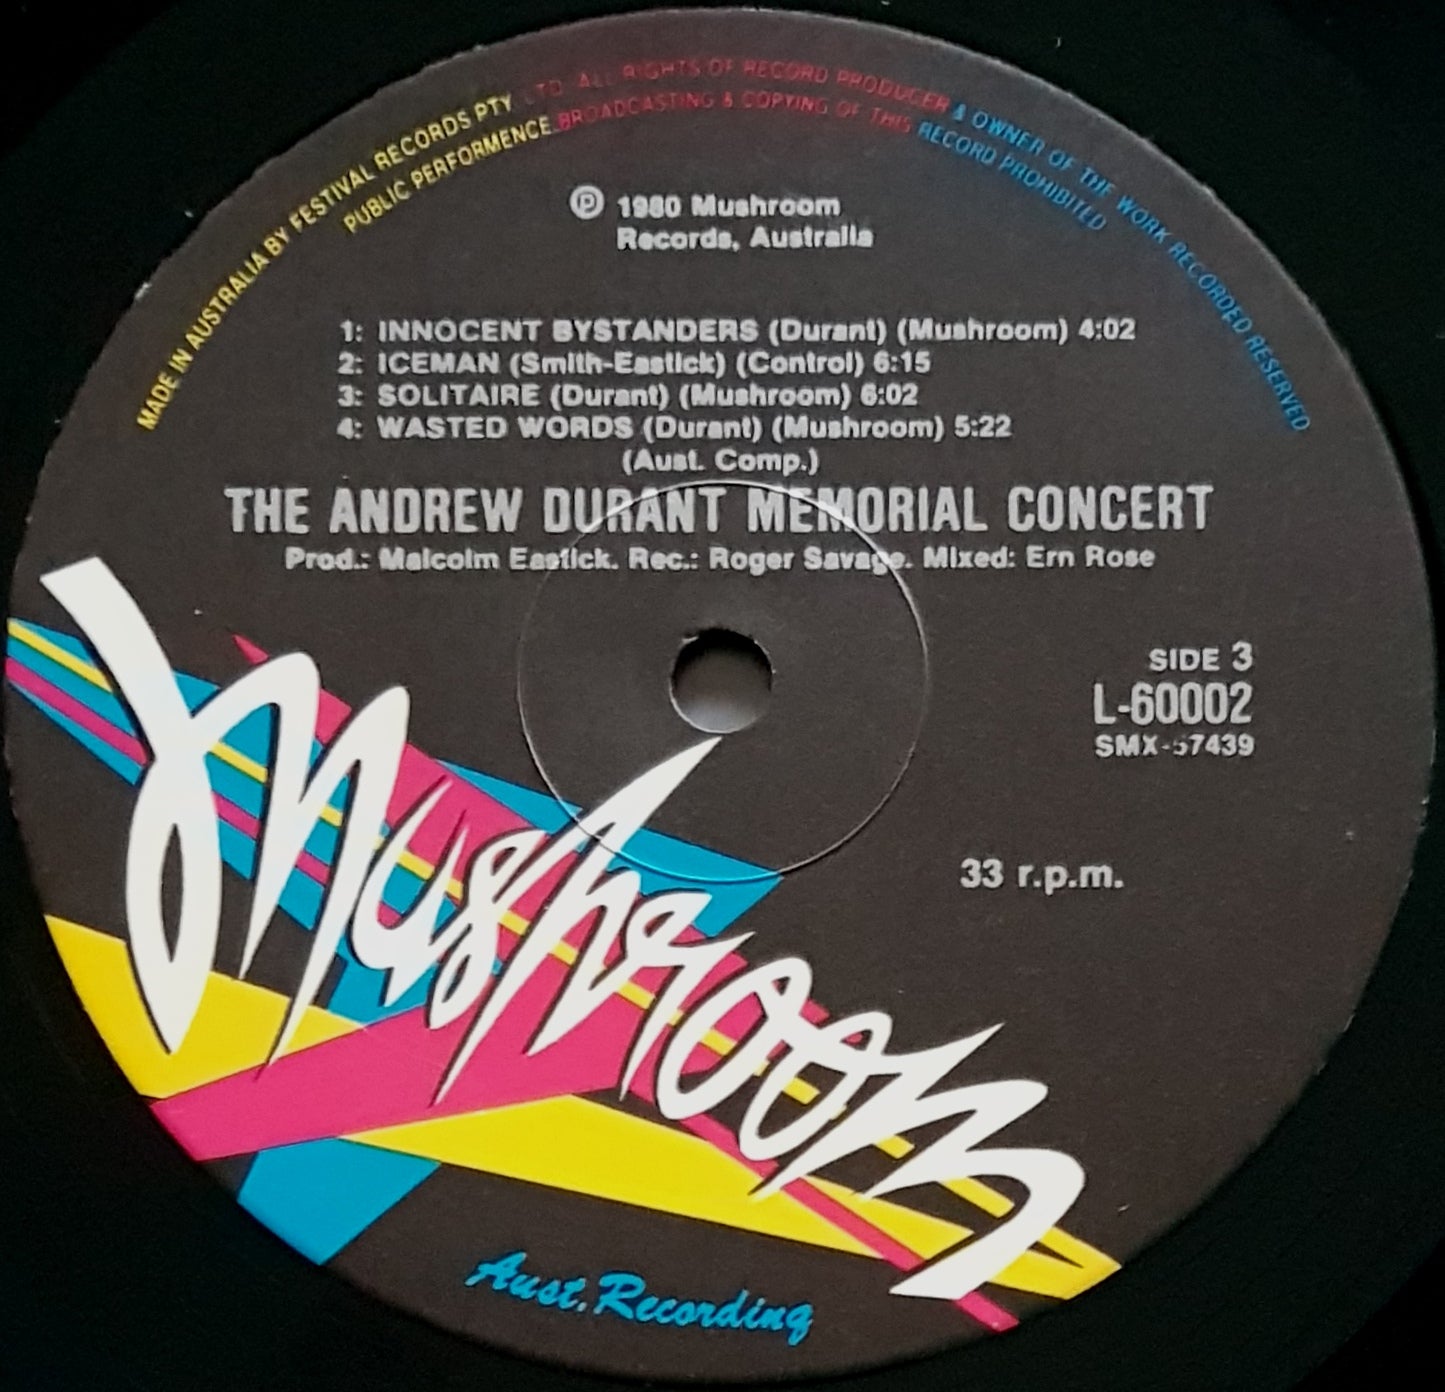 MADE IN AUSTRALIA BY FESTIVAL RECORDS PTY. LTD. ALL RIGHTS OF RECORD PRODUCER & OWNER OF THE WORK RECORDED RESERVED
PUBLIC PERFORMENCE BROADCASTING & COPYING OF THIS RECORD PROHIBITED
Ⓟ 1980 Mushroom
Records, Australia
1: INNOCENT BYSTANDERS (Durant) (Mushroom) 4:02
2: ICEMAN (Smith-Eastick) (Control) 6:15
3: SOLITAIRE (Durant) (Mushroom) 6:02
4: WASTED WORDS (Durant) (Mushroom) 5:22
(Aust. Comp.)
THE ANDREW DURANT MEMORIAL CONCERT
Prod.: Malcolm Eastick. Rec.: Roger Savage. Mixed: Ern Rose
SIDE 3
L-60002
SMX-57439
33 r.p.m.
Mushroom
Aust. Recording